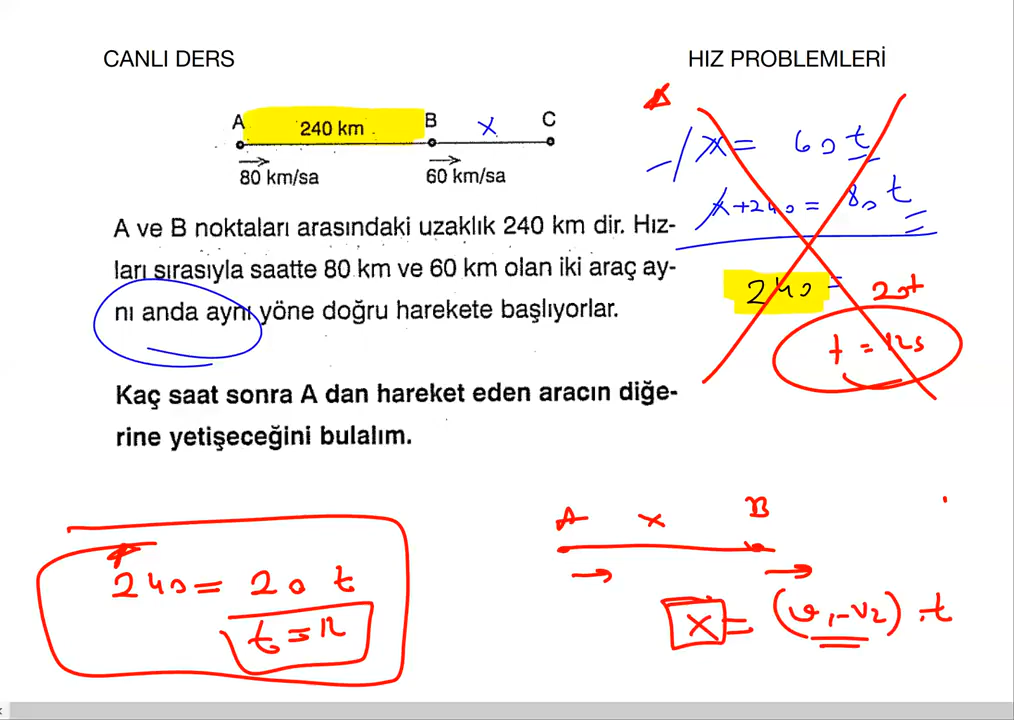 CANLI DERS
HIZ PROBLEMLERİ
A 240 km B x C
80 km/sa 60 km/sa
A ve B noktaları arasındaki uzaklık 240 km dir. Hız-
ları sırasıyla saatte 80 km ve 60 km olan iki araç ay-
nı anda aynı yöne doğru harekete başlıyorlar.
Kaç saat sonra A dan hareket eden aracın diğe-
rine yetişeceğini bulalım.
-/ x = 60t
x+240 = 80t
240 = 20t
t = 12s
240 = 20 t
t = 12
A x B
x = (v1-v2).t